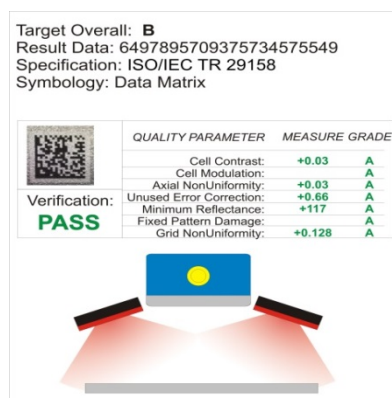 Target Overall: B
Result Data: 6497895709375734575549
Specification: ISO/IEC TR 29158
Symbology: Data Matrix
QUALITY PARAMETER MEASURE GRADE
Cell Contrast: +0.03 A
Cell Modulation: A
Axial NonUniformity: +0.03 A
Unused Error Correction: +0.66 A
Minimum Reflectance: +117 A
Fixed Pattern Damage: A
Grid NonUniformity: +0.128 A
Verification:
PASS